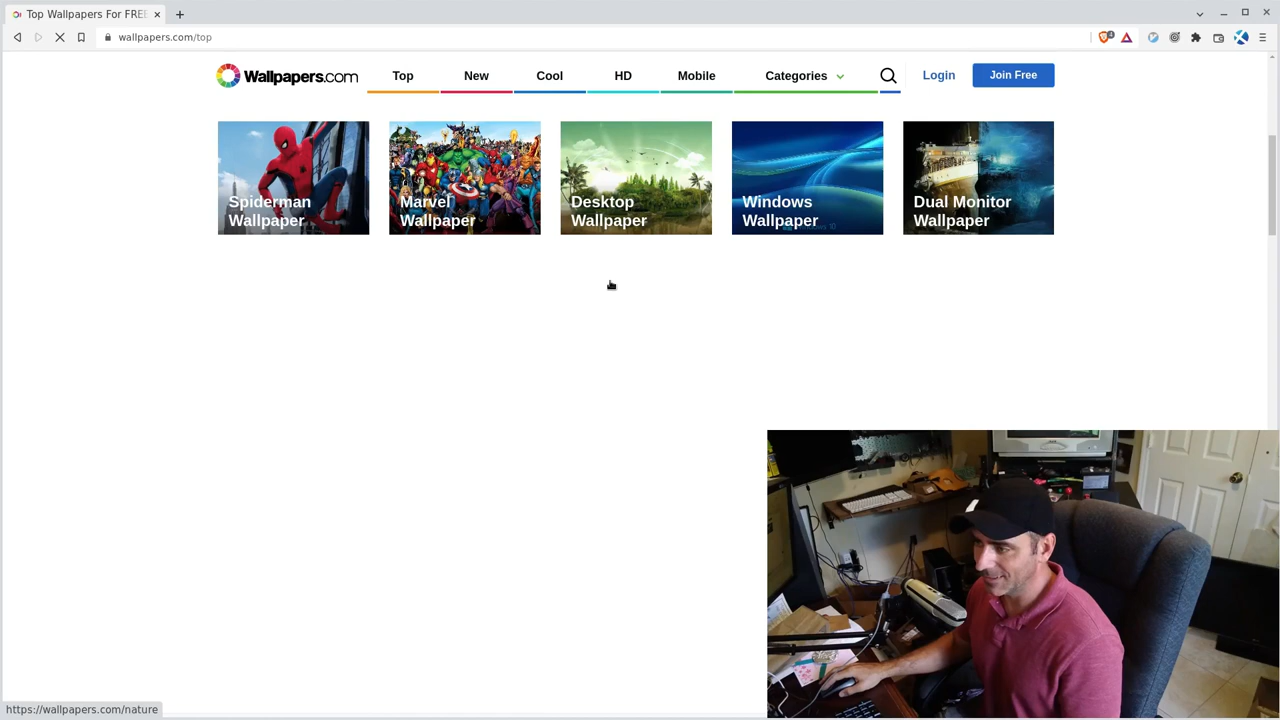 Top Wallpapers For FREE
wallpapers.com/top
4
Wallpapers.com
Top
New
Cool
HD
Mobile
Categories
Login
Join Free
Spiderman
Wallpaper
Marvel
Wallpaper
Desktop
Wallpaper
Windows
Wallpaper
Dual Monitor
Wallpaper
https://wallpapers.com/nature